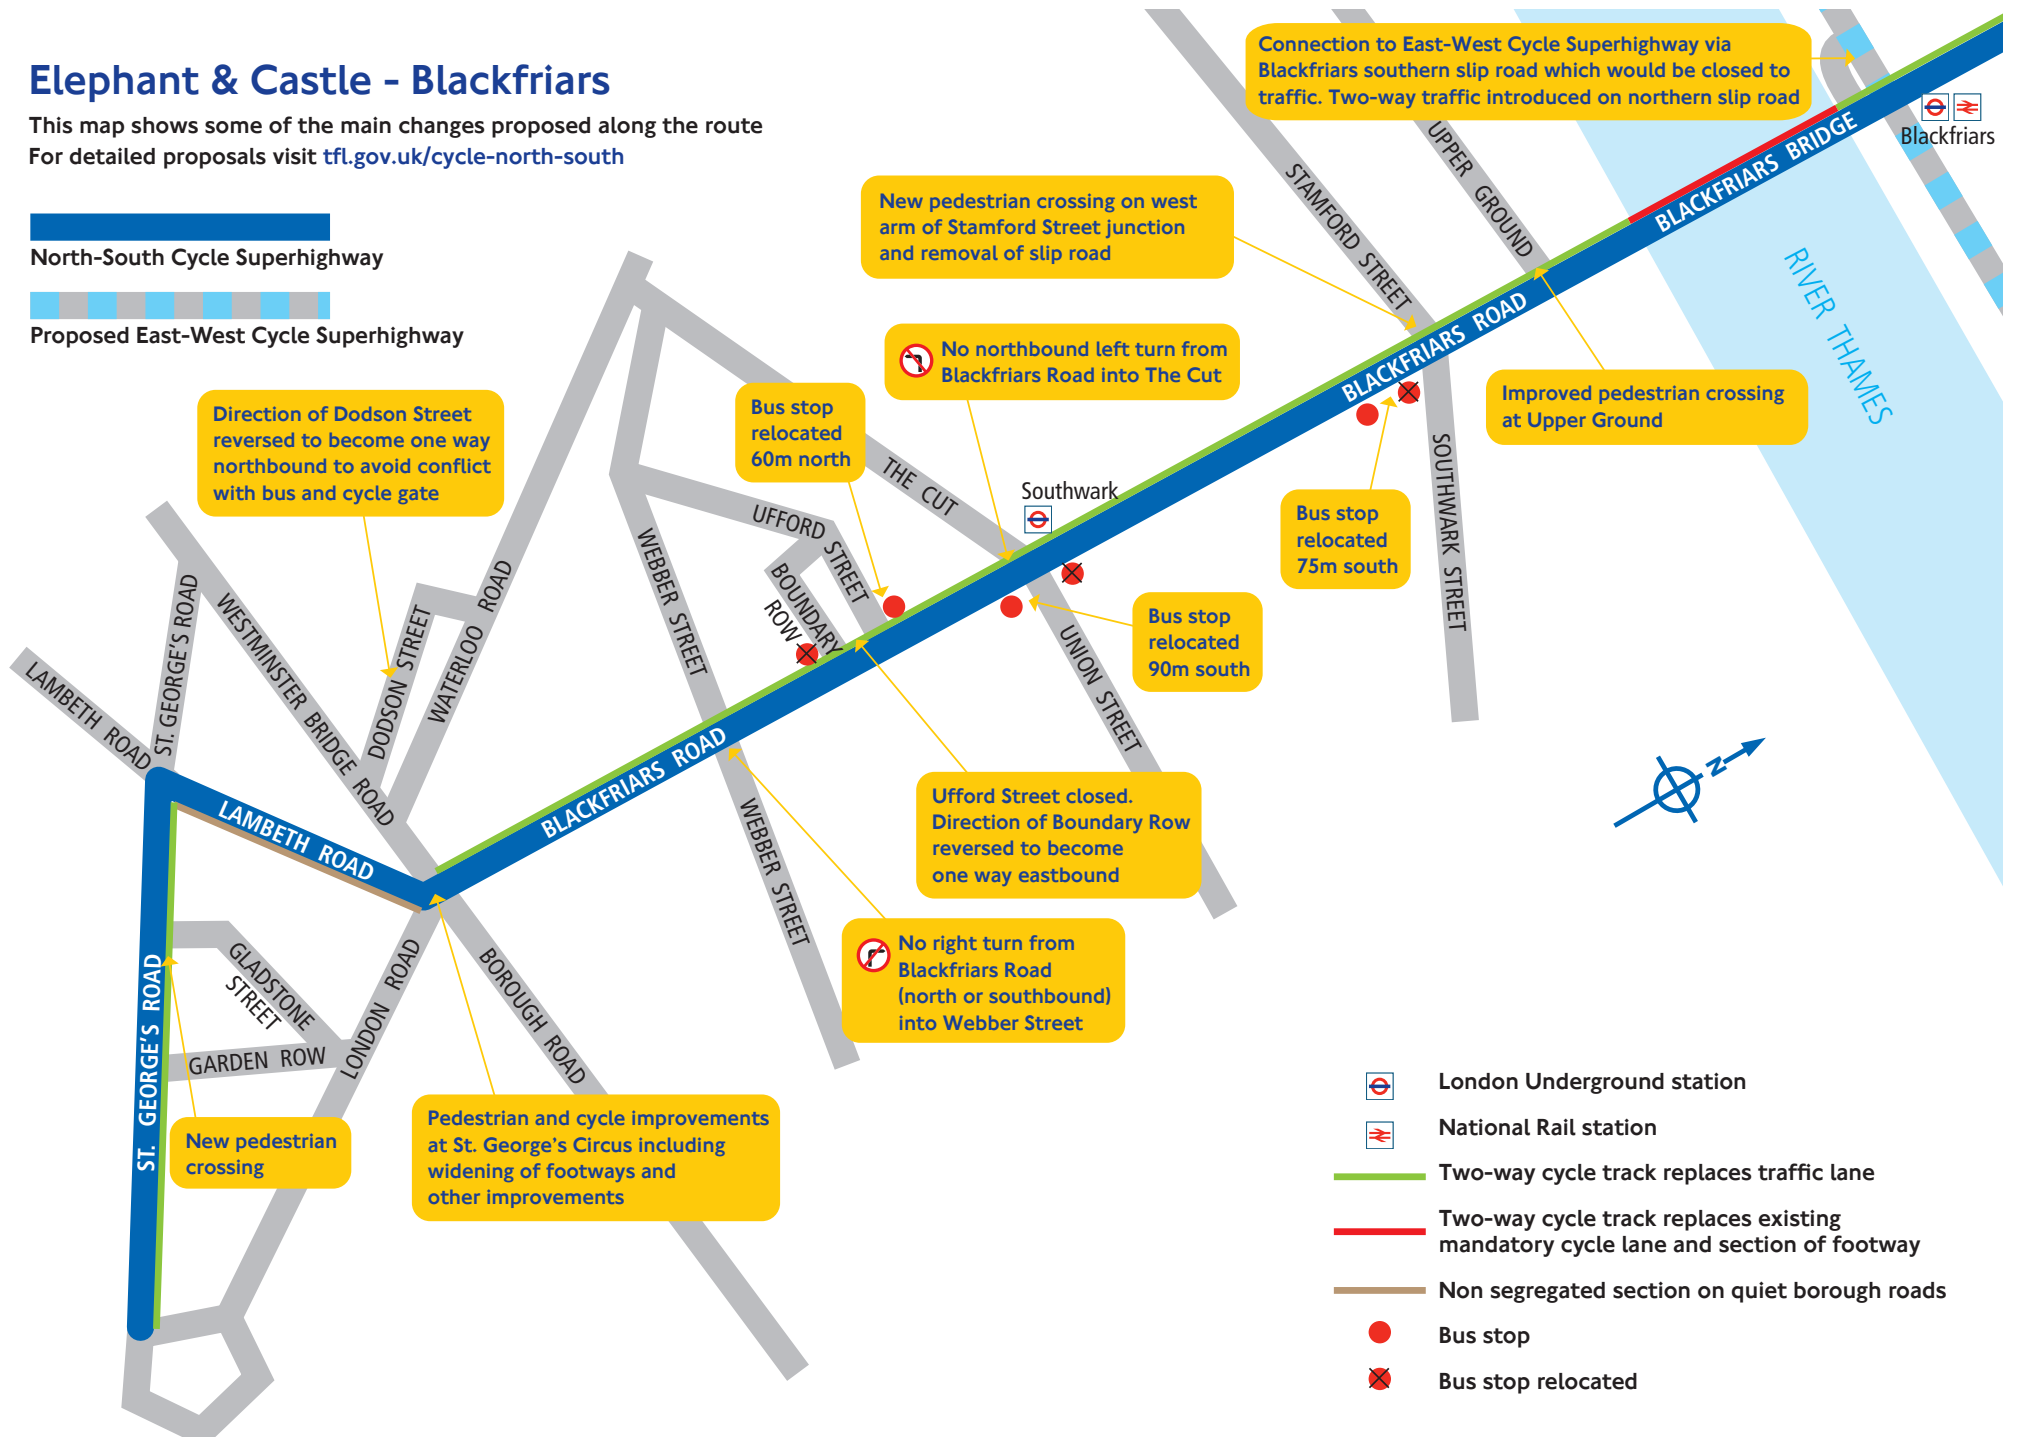 Elephant & Castle - Blackfriars
This map shows some of the main changes proposed along the route
For detailed proposals visit tfl.gov.uk/cycle-north-south
North-South Cycle Superhighway
Proposed East-West Cycle Superhighway
Connection to East-West Cycle Superhighway via
Blackfriars southern slip road which would be closed to
traffic. Two-way traffic introduced on northern slip road
Blackfriars
BLACKFRIARS BRIDGE
UPPER GROUND
STAMFORD STREET
RIVER THAMES
New pedestrian crossing on west
arm of Stamford Street junction
and removal of slip road
No northbound left turn from
Blackfriars Road into The Cut
BLACKFRIARS ROAD
Improved pedestrian crossing
at Upper Ground
Direction of Dodson Street
reversed to become one way
northbound to avoid conflict
with bus and cycle gate
Bus stop
relocated
60m north
THE CUT
Southwark
SOUTHWARK STREET
Bus stop
relocated
75m south
UFFORD STREET
BOUNDARY
ROW
WEBBER STREET
Bus stop
relocated
90m south
UNION STREET
ST. GEORGE'S ROAD
WESTMINSTER BRIDGE ROAD
DODSON STREET
WATERLOO ROAD
LAMBETH ROAD
LAMBETH ROAD
BLACKFRIARS ROAD
WEBBER STREET
N
Ufford Street closed.
Direction of Boundary Row
reversed to become
one way eastbound
No right turn from
Blackfriars Road
(north or southbound)
into Webber Street
ST. GEORGE'S ROAD
GLADSTONE
STREET
GARDEN ROW
LONDON ROAD
BOROUGH ROAD
New pedestrian
crossing
Pedestrian and cycle improvements
at St. George's Circus including
widening of footways and
other improvements
London Underground station
National Rail station
Two-way cycle track replaces traffic lane
Two-way cycle track replaces existing
mandatory cycle lane and section of footway
Non segregated section on quiet borough roads
Bus stop
Bus stop relocated